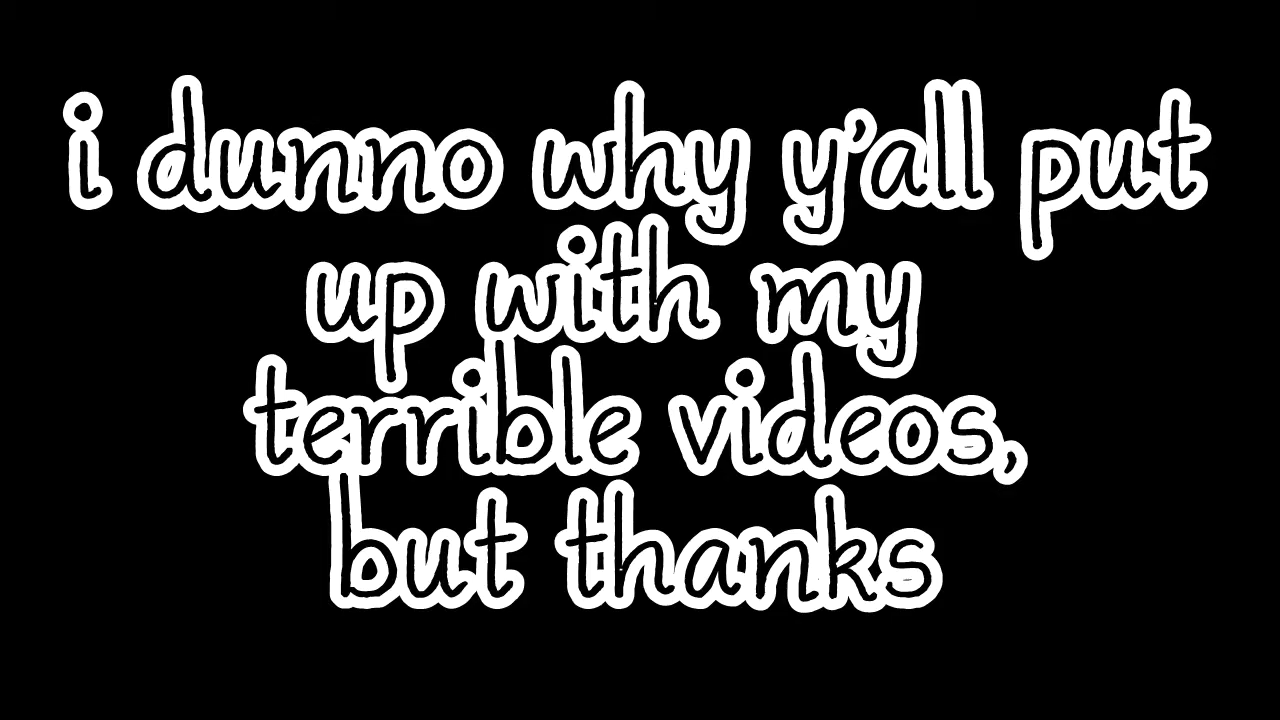 i dunno why y'all put
up with my
terrible videos,
but thanks